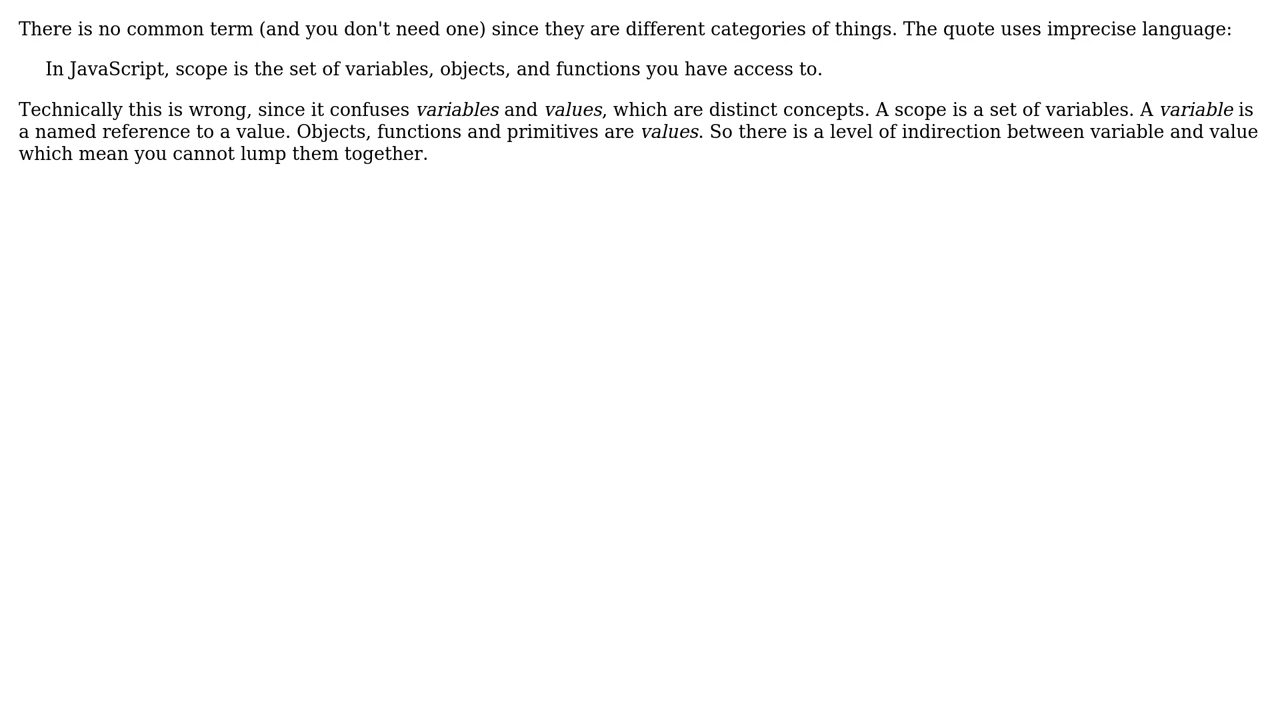 There is no common term (and you don't need one) since they are different categories of things. The quote uses imprecise language:
In JavaScript, scope is the set of variables, objects, and functions you have access to.
Technically this is wrong, since it confuses variables and values, which are distinct concepts. A scope is a set of variables. A variable is
a named reference to a value. Objects, functions and primitives are values. So there is a level of indirection between variable and value
which mean you cannot lump them together.